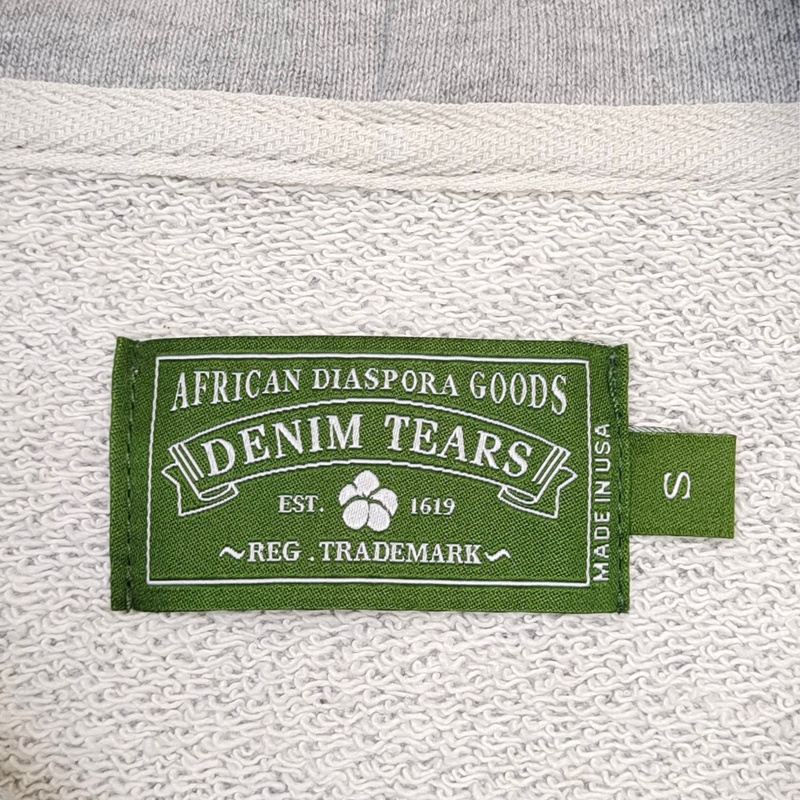 AFRICAN DIASPORA GOODS
DENIM TEARS
EST. 1619
~REG . TRADEMARK~
MADE IN USA
S